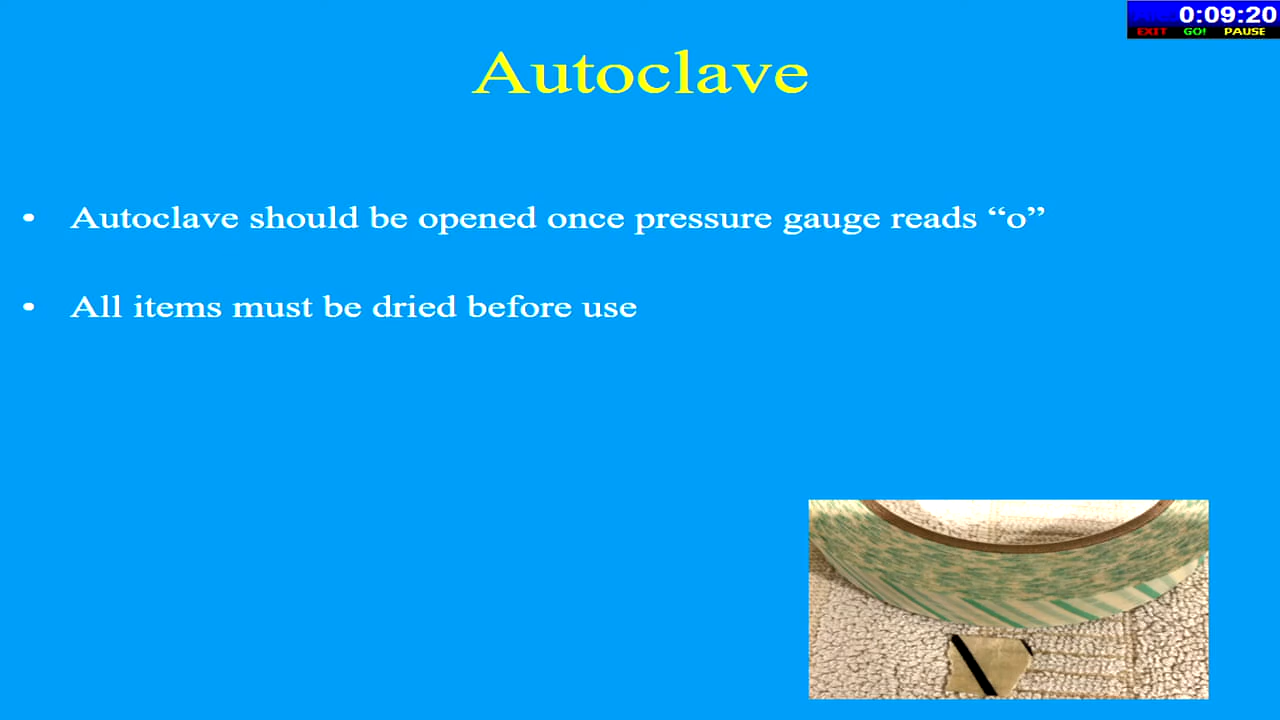 0:09:20
EXIT GO! PAUSE
Autoclave
• Autoclave should be opened once pressure gauge reads “o”
• All items must be dried before use